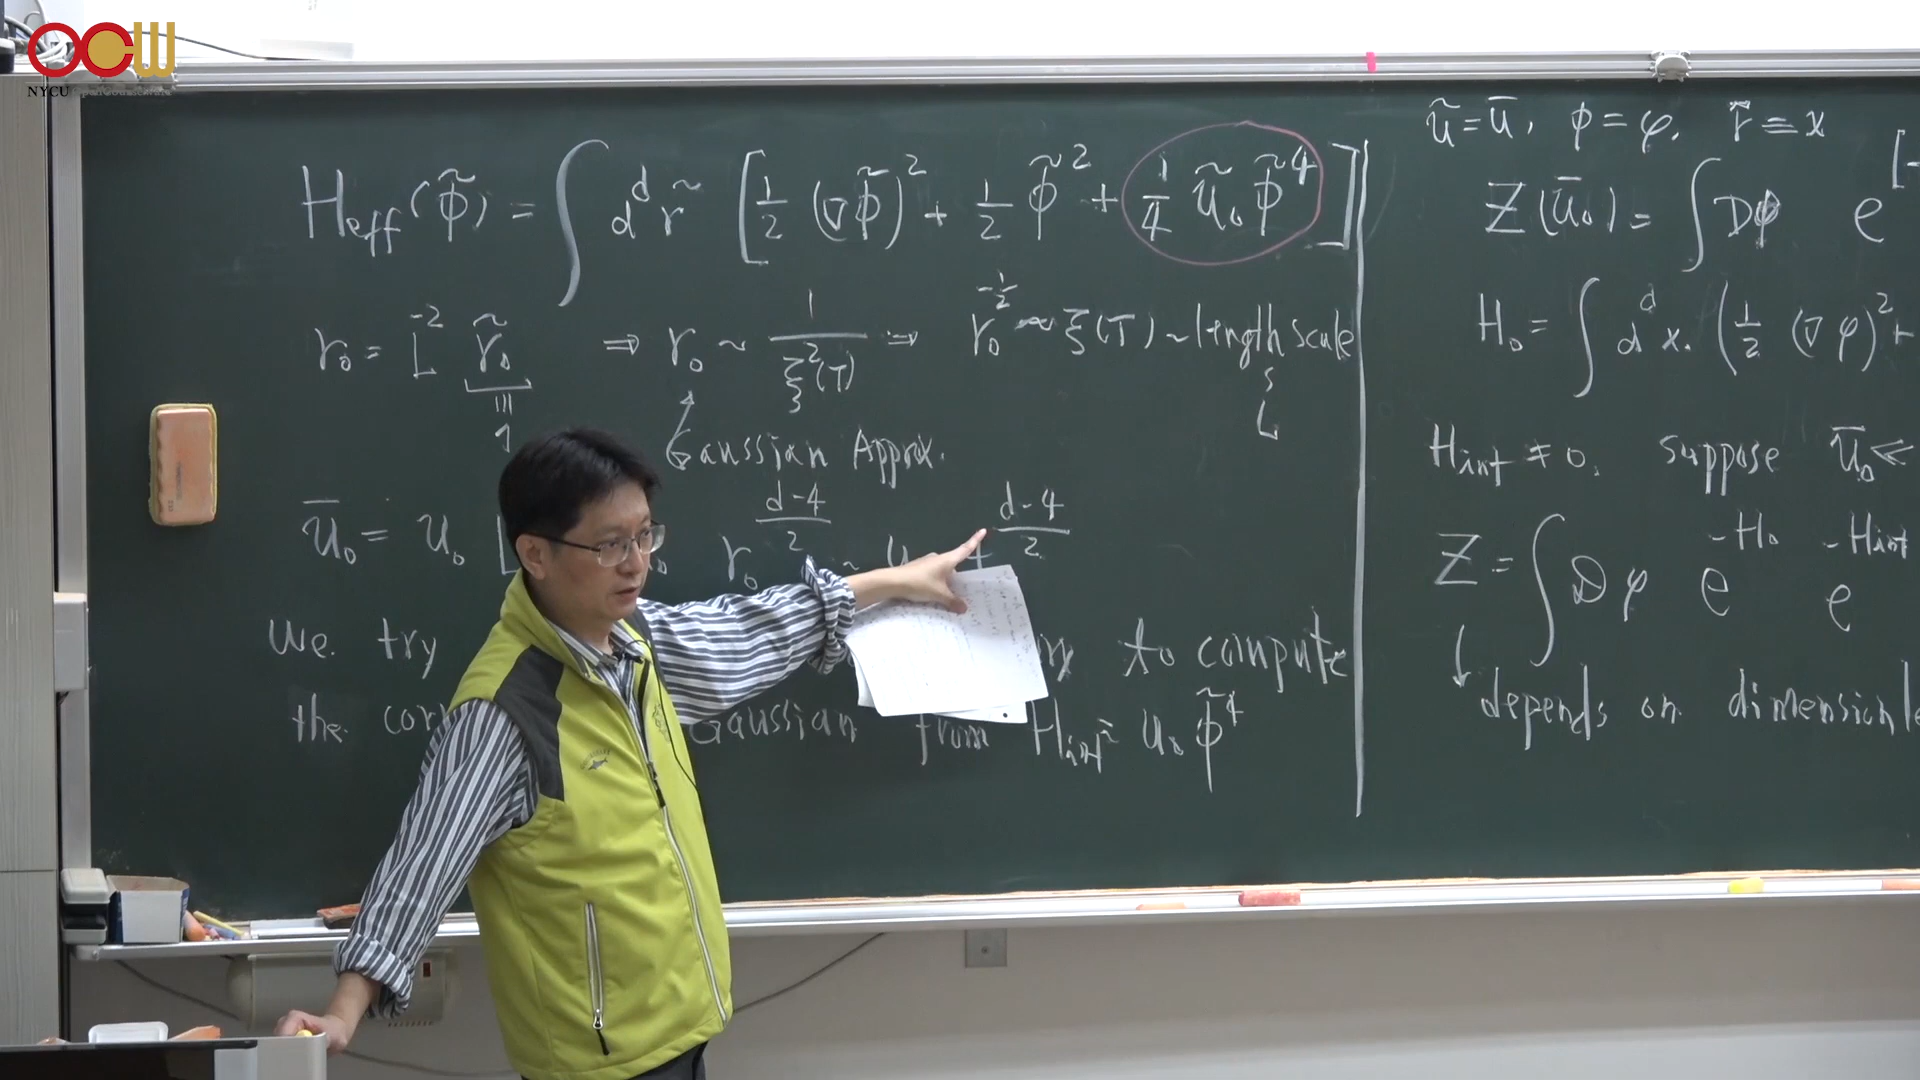 OCW
NYCU
H_eff(φ̃) = ∫ d^d r̃ [ 1/2 (∇φ̃)^2 + 1/2 φ̃^2 + 1/4 ũ_0 φ̃^4 ]
r_0 = L^-2 r̃_0 ⇒ r_0 ~ 1/ξ^2(T) ⇒ r_0^(-1/2) ~ ξ(T) ~ length scale
≡ 1
~ L
Gaussian Approx.
ū_0 = u_0 L r_0^((d-4)/2) ~ u t^((d-4)/2)
We try to compute
the Gaussian from H_int = u_0 φ̃^4
ũ = ū, φ = φ, r̃ = x
Z(ū_0) = ∫ Dφ e^[-
H_0 = ∫ d^d x. (1/2 (∇φ)^2 +
H_int ≠ 0. suppose ū_0 ≪
Z = ∫ Dφ e^-H_0 e^-H_int
↓ depends on dimensionle